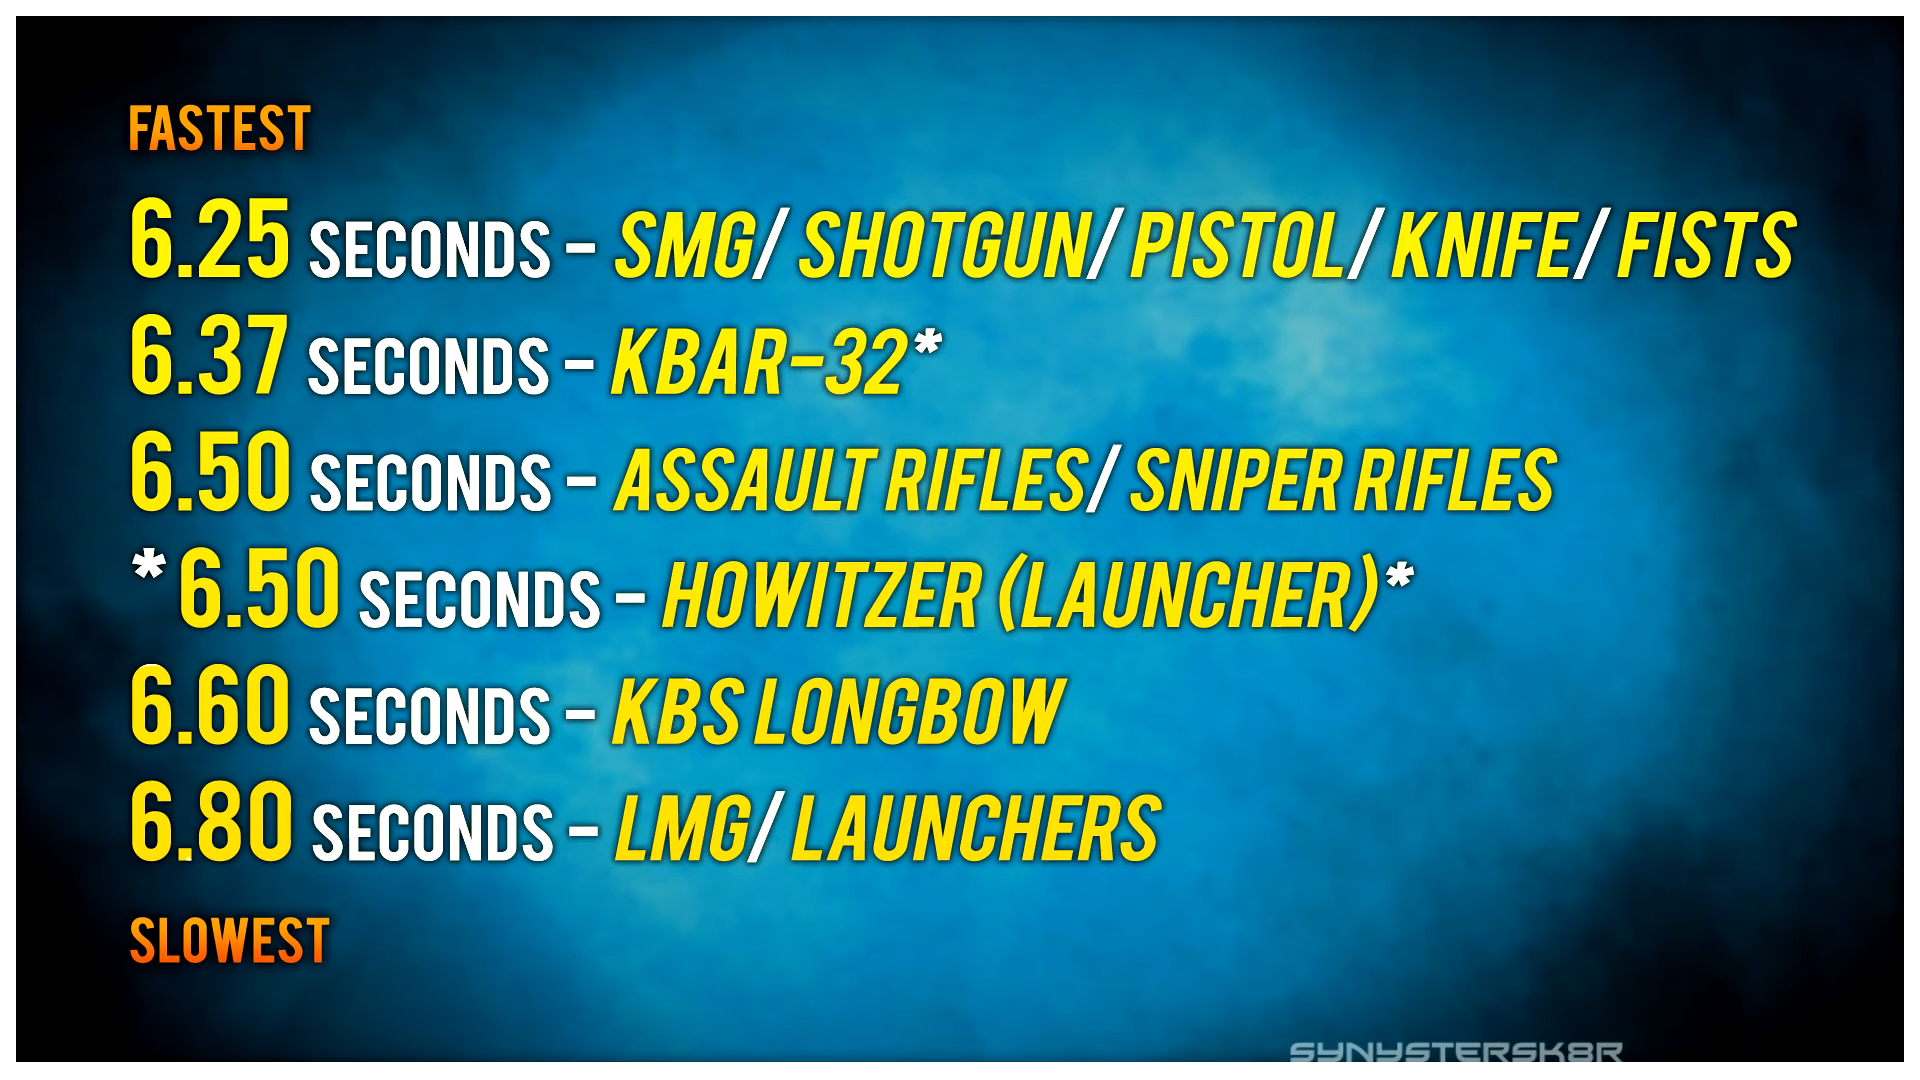 FASTEST
6.25 SECONDS - SMG/ SHOTGUN/ PISTOL/ KNIFE/ FISTS
6.37 SECONDS - KBAR-32*
6.50 SECONDS - ASSAULT RIFLES/ SNIPER RIFLES
*6.50 SECONDS - HOWITZER (LAUNCHER)*
6.60 SECONDS - KBS LONGBOW
6.80 SECONDS - LMG/ LAUNCHERS
SLOWEST
SYNYSTERSK8R